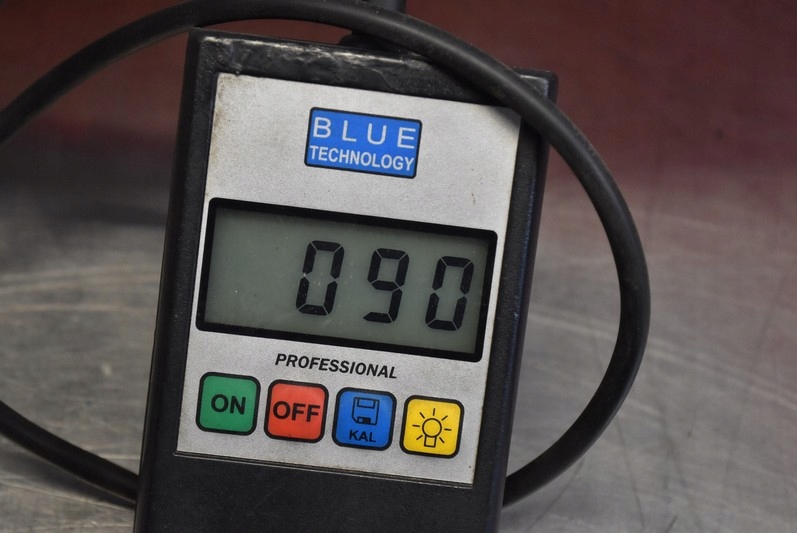 BLUE
TECHNOLOGY
090
PROFESSIONAL
ON OFF KAL